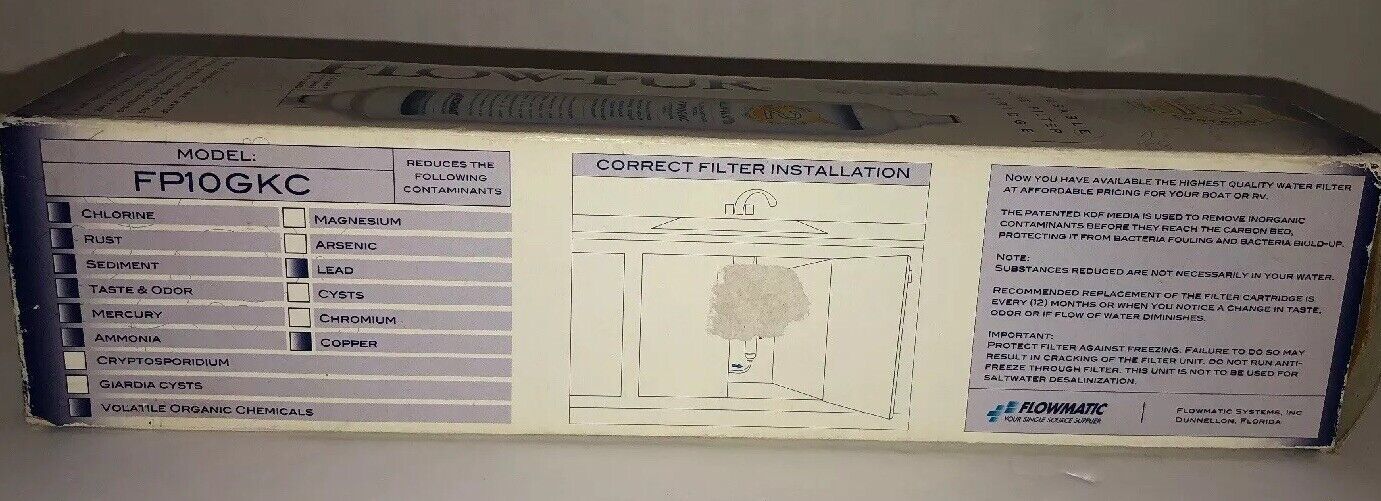 FLOW-PUR
MODEL:
FP10GKC
REDUCES THE
FOLLOWING
CONTAMINANTS
CHLORINE
RUST
SEDIMENT
TASTE & ODOR
MERCURY
AMMONIA
CRYPTOSPORIDIUM
GIARDIA CYSTS
VOLATILE ORGANIC CHEMICALS
MAGNESIUM
ARSENIC
LEAD
CYSTS
CHROMIUM
COPPER
CORRECT FILTER INSTALLATION
NOW YOU HAVE AVAILABLE THE HIGHEST QUALITY WATER FILTER
AT AFFORDABLE PRICING FOR YOUR BOAT OR RV.
THE PATENTED KDF MEDIA IS USED TO REMOVE INORGANIC
CONTAMINANTS BEFORE THEY REACH THE CARBON BED,
PROTECTING IT FROM BACTERIA FOULING AND BACTERIA BUILD-UP.
NOTE:
SUBSTANCES REDUCED ARE NOT NECESSARILY IN YOUR WATER.
RECOMMENDED REPLACEMENT OF THE FILTER CARTRIDGE IS
EVERY (12) MONTHS OR WHEN YOU NOTICE A CHANGE IN TASTE,
ODOR OR IF FLOW OF WATER DIMINISHES.
IMPORTANT:
PROTECT FILTER AGAINST FREEZING. FAILURE TO DO SO MAY
RESULT IN CRACKING OF THE FILTER UNIT. DO NOT RUN ANTI-
FREEZE THROUGH FILTER. THIS UNIT IS NOT TO BE USED FOR
SALTWATER DESALINIZATION.
FLOWMATIC
YOUR SINGLE SOURCE SUPPLIER
FLOWMATIC SYSTEMS, INC
DUNNELLON, FLORIDA